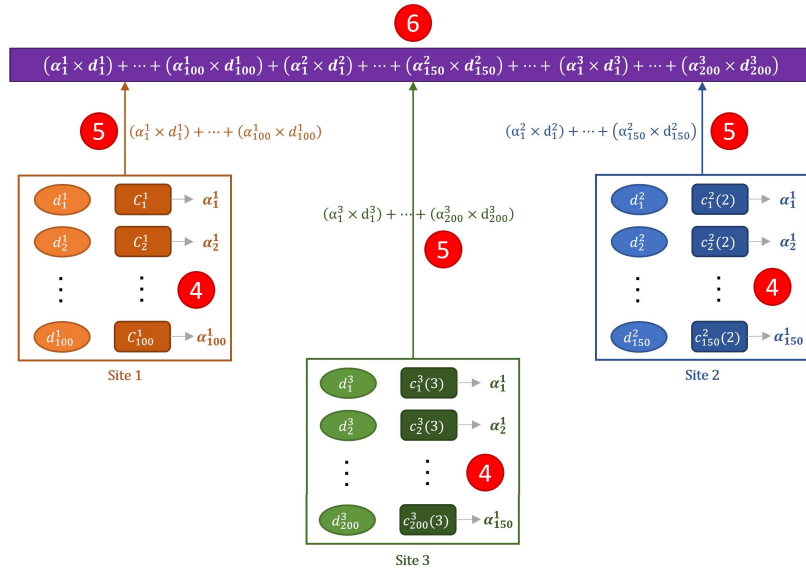 6
(α₁¹ × d₁¹) + ⋯ + (α₁₀₀¹ × d₁₀₀¹) + (α₁² × d₁²) + ⋯ + (α₁₅₀² × d₁₅₀²) + ⋯ + (α₁³ × d₁³) + ⋯ + (α₂₀₀³ × d₂₀₀³)
5 (α₁¹ × d₁¹) + ⋯ + (α₁₀₀¹ × d₁₀₀¹)
(α₁² × d₁²) + ⋯ + (α₁₅₀² × d₁₅₀²) 5
d₁¹ C₁¹ α₁¹
d₂¹ C₂¹ α₂¹
⋮ ⋮ 4
d₁₀₀¹ C₁₀₀¹ α₁₀₀¹
Site 1
(α₁³ × d₁³) + ⋯ + (α₂₀₀³ × d₂₀₀³)
5
d₁² c₁²(2) α₁¹
d₂² c₂²(2) α₂¹
⋮ ⋮ 4
d₁₅₀² c₁₅₀²(2) α₁₅₀¹
Site 2
d₁³ c₁³(3) α₁¹
d₂³ c₂³(3) α₂¹
⋮ ⋮ 4
d₂₀₀³ c₂₀₀³(3) α₁₅₀¹
Site 3